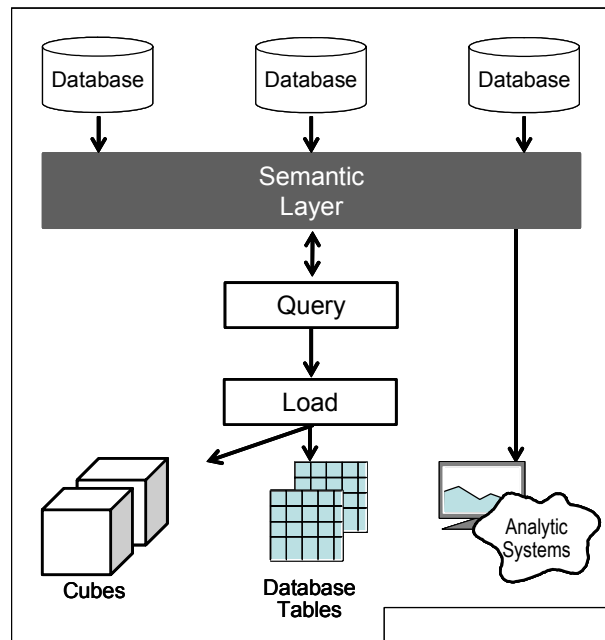 Database
Database
Database
Semantic
Layer
Query
Load
Cubes
Database
Tables
Analytic
Systems